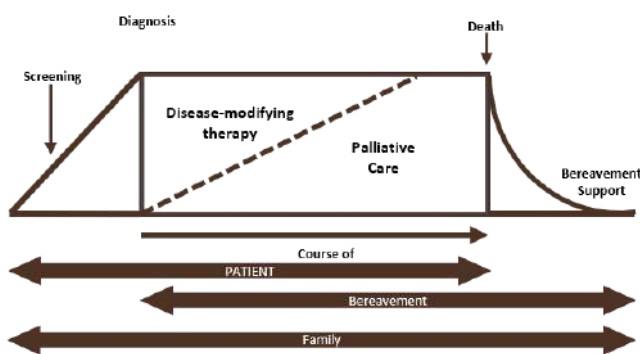 Diagnosis
Death
Screening
Disease-modifying
therapy
Palliative
Care
Bereavement
Support
Course of
PATIENT
Bereavement
Family